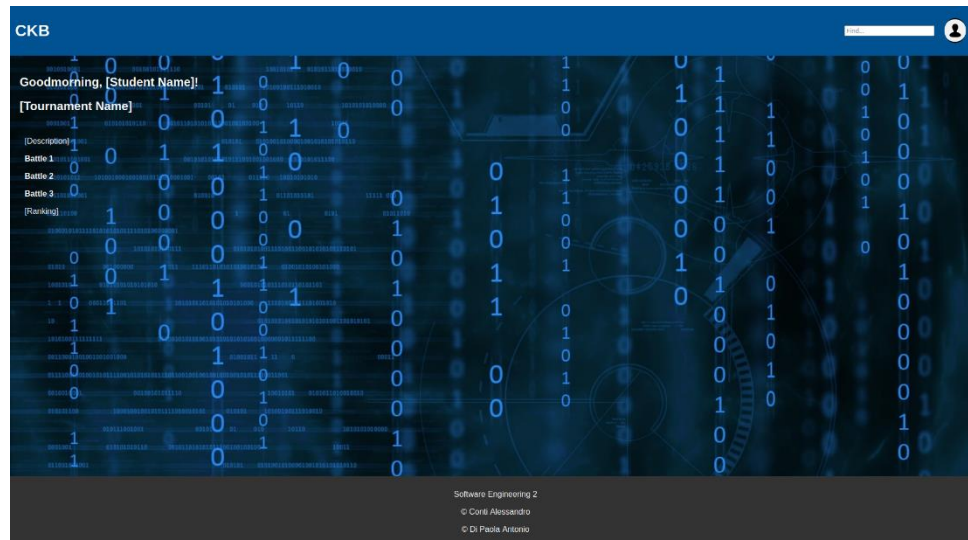 CKB
Find...
Goodmorning, [Student Name]!
[Tournament Name]
[Description]
Battle 1
Battle 2
Battle 3
[Ranking]
Software Engineering 2
© Conti Alessandro
© Di Paola Antonio